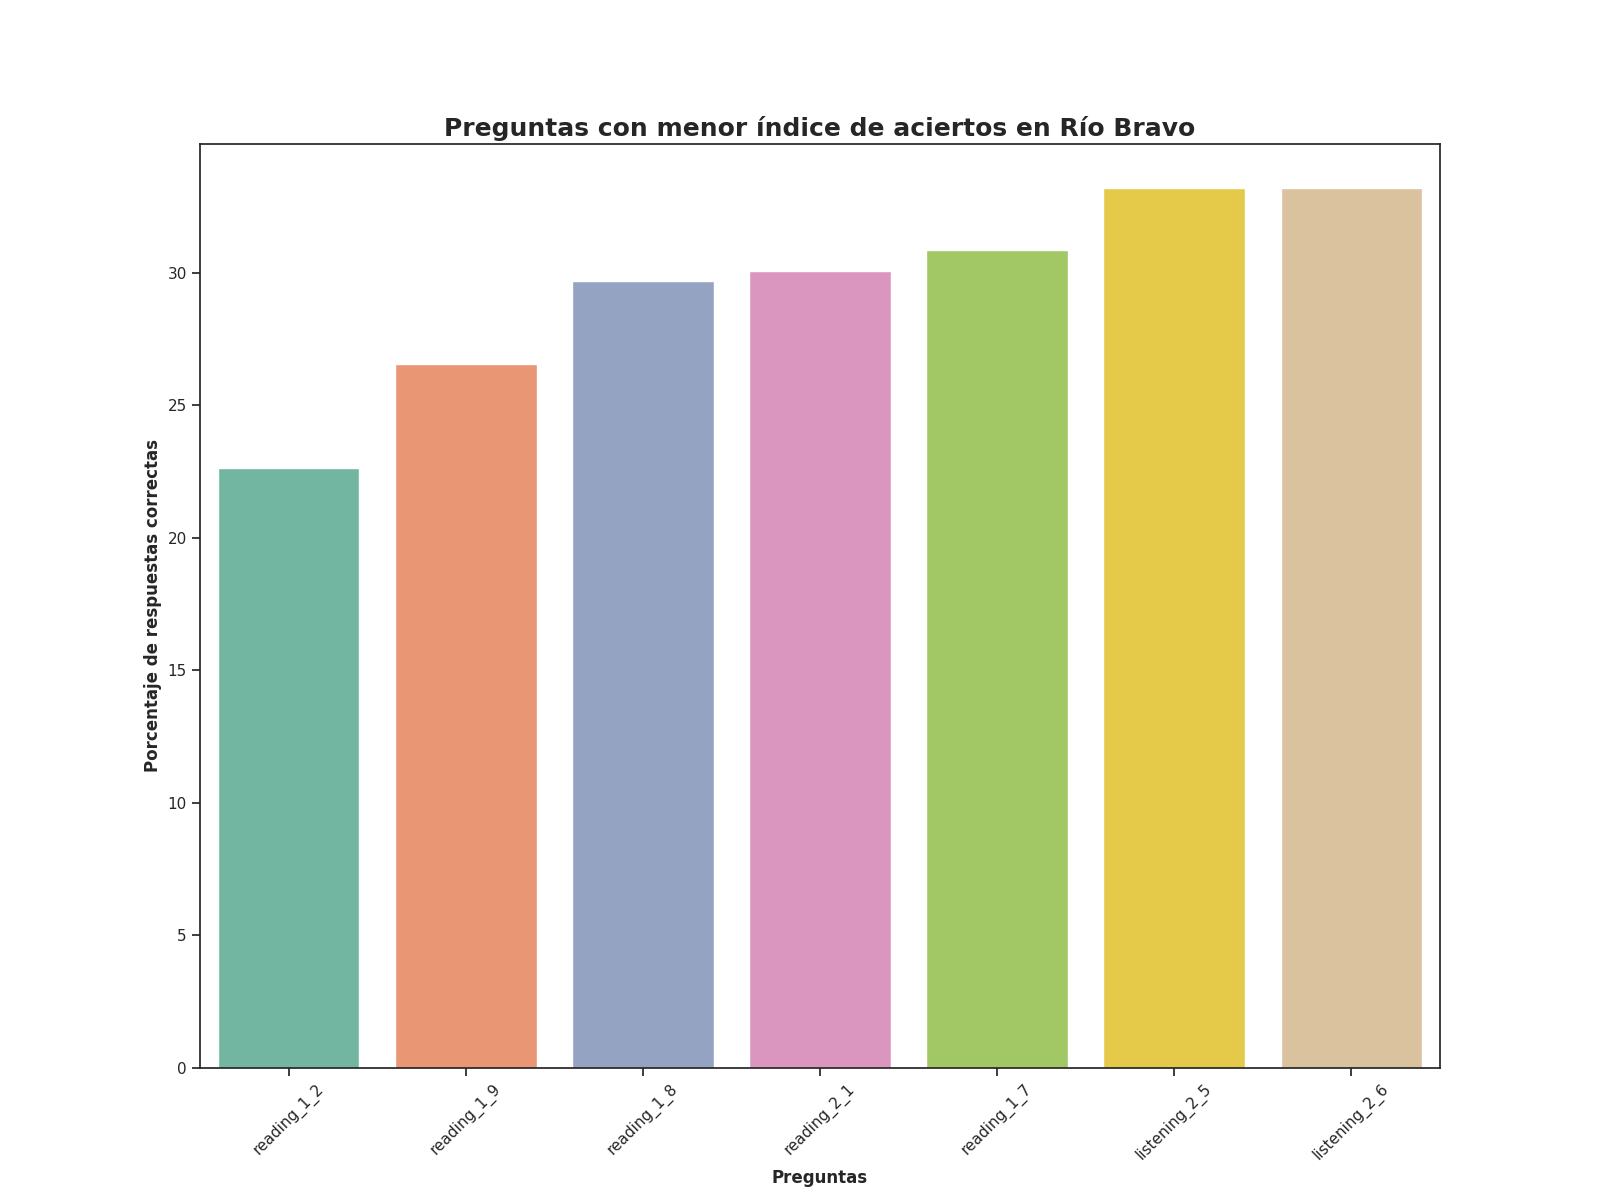 Preguntas con menor índice de aciertos en Río Bravo
Porcentaje de respuestas correctas
30
25
20
15
10
5
0
reading_1_2
reading_1_9
reading_1_8
reading_2_1
reading_1_7
listening_2_5
listening_2_6
Preguntas